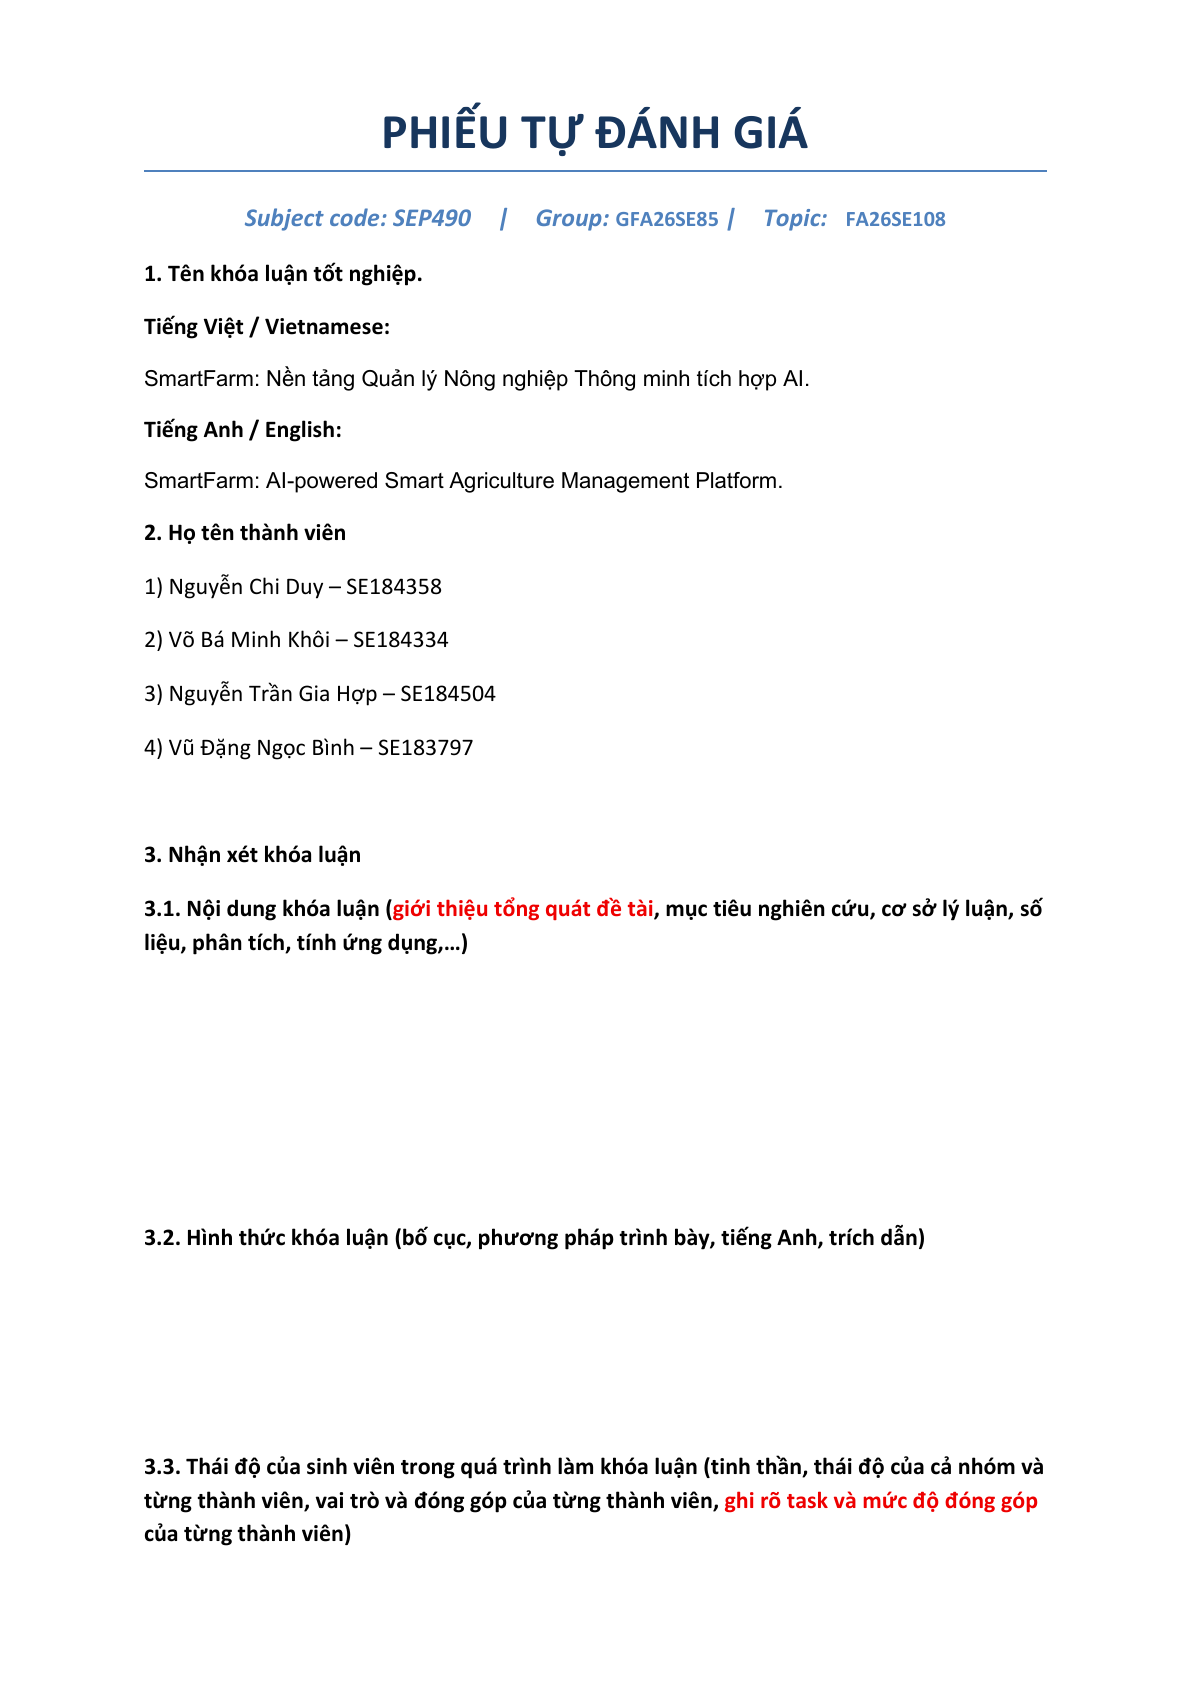 PHIẾU TỰ ĐÁNH GIÁ
Subject code: SEP490 | Group: GFA26SE85 | Topic: FA26SE108
1. Tên khóa luận tốt nghiệp.
Tiếng Việt / Vietnamese:
SmartFarm: Nền tảng Quản lý Nông nghiệp Thông minh tích hợp AI.
Tiếng Anh / English:
SmartFarm: AI-powered Smart Agriculture Management Platform.
2. Họ tên thành viên
1) Nguyễn Chi Duy – SE184358
2) Võ Bá Minh Khôi – SE184334
3) Nguyễn Trần Gia Hợp – SE184504
4) Vũ Đặng Ngọc Bình – SE183797
3. Nhận xét khóa luận
3.1. Nội dung khóa luận (giới thiệu tổng quát đề tài, mục tiêu nghiên cứu, cơ sở lý luận, số
liệu, phân tích, tính ứng dụng,…)
3.2. Hình thức khóa luận (bố cục, phương pháp trình bày, tiếng Anh, trích dẫn)
3.3. Thái độ của sinh viên trong quá trình làm khóa luận (tinh thần, thái độ của cả nhóm và
từng thành viên, vai trò và đóng góp của từng thành viên, ghi rõ task và mức độ đóng góp
của từng thành viên)